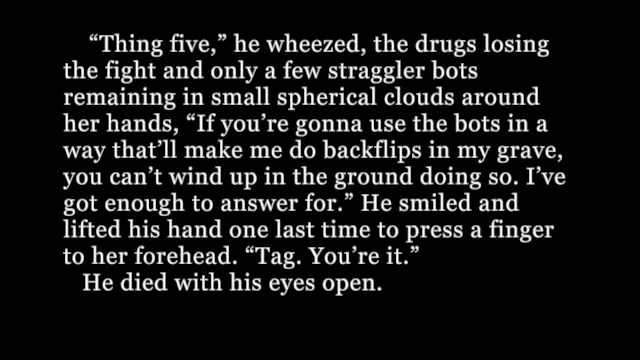 “Thing five,” he wheezed, the drugs losing
the fight and only a few straggler bots
remaining in small spherical clouds around
her hands, “If you’re gonna use the bots in a
way that’ll make me do backflips in my grave,
you can’t wind up in the ground doing so. I’ve
got enough to answer for.” He smiled and
lifted his hand one last time to press a finger
to her forehead. “Tag. You’re it.”
He died with his eyes open.